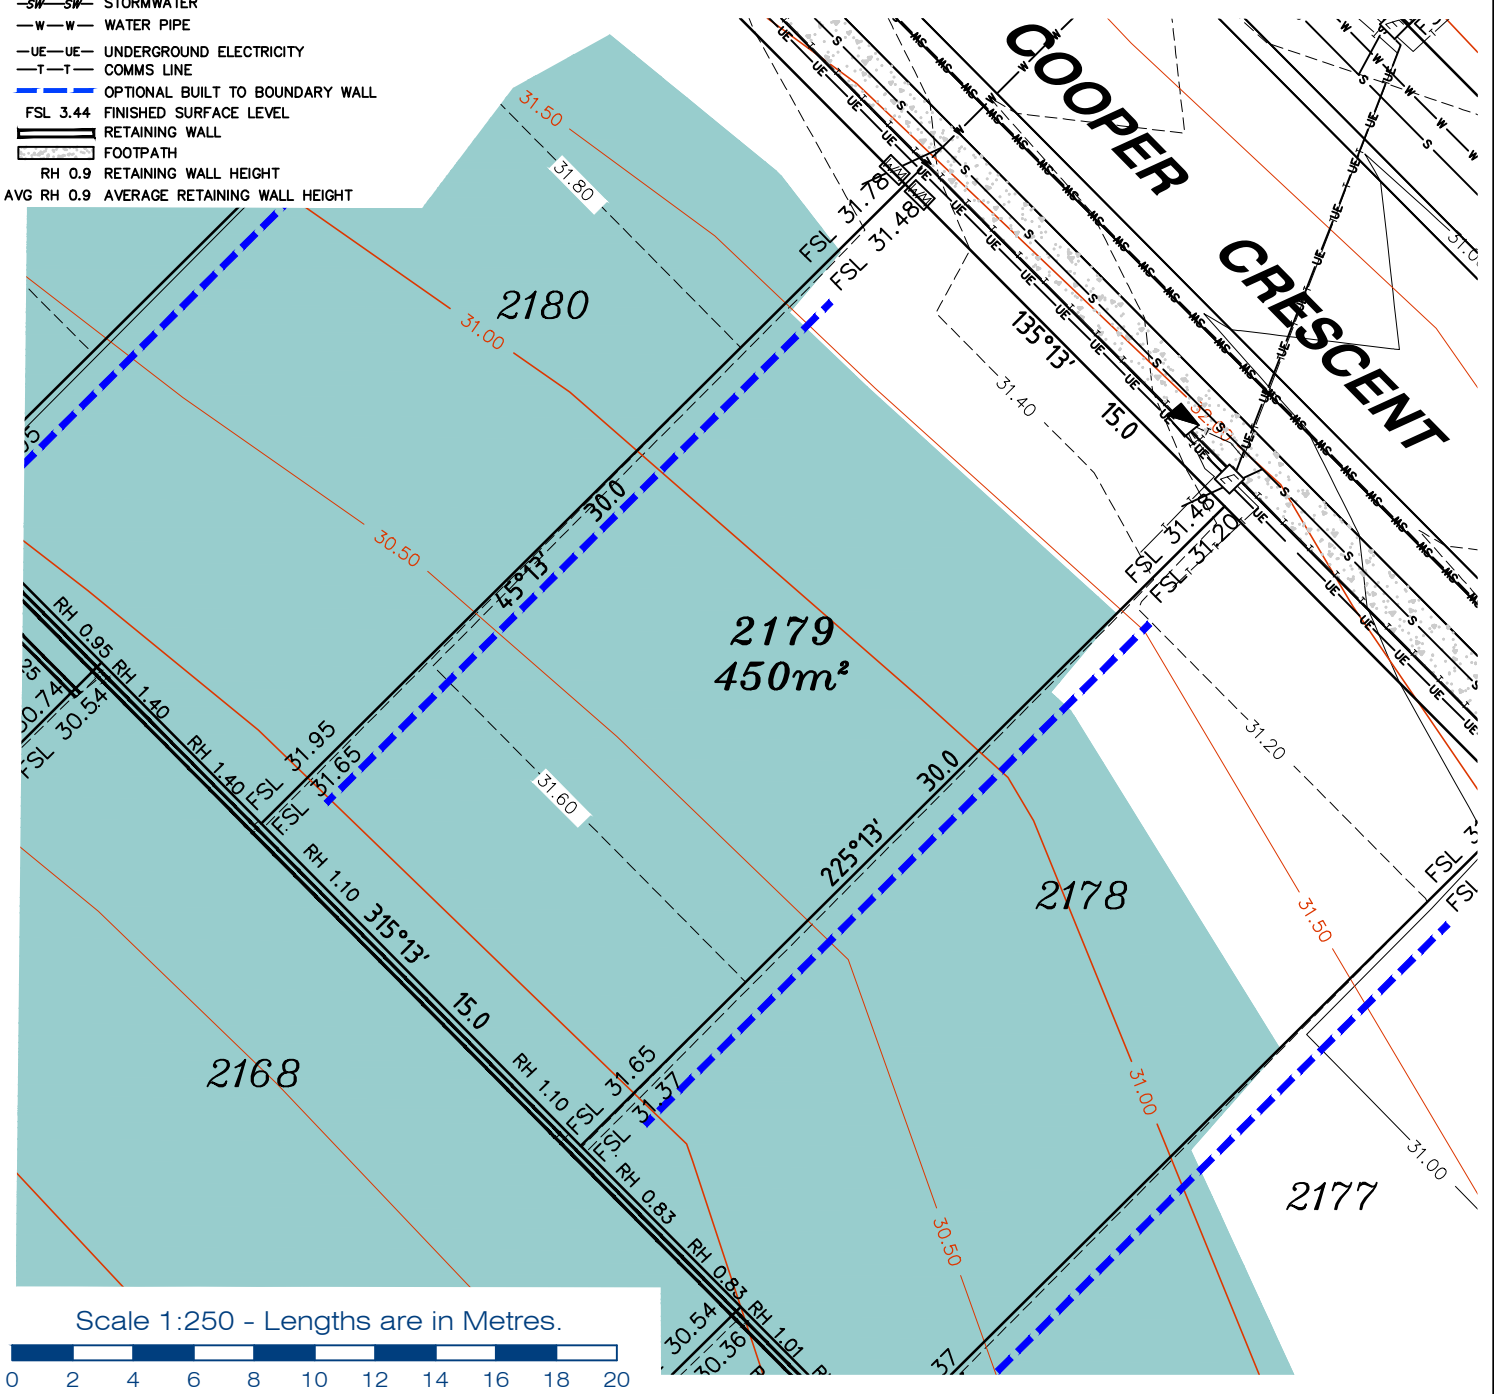 STORMWATER
W W WATER PIPE
UE UE UNDERGROUND ELECTRICITY
T T COMMS LINE
OPTIONAL BUILT TO BOUNDARY WALL
FSL 3.44 FINISHED SURFACE LEVEL
RETAINING WALL
FOOTPATH
RH 0.9 RETAINING WALL HEIGHT
AVG RH 0.9 AVERAGE RETAINING WALL HEIGHT
COOPER
CRESCENT
31.50
31.80
FSL 31.78
FSL 31.48
2180
31.00
135°13'
15.0
31.40
32.00
E
30.50
30.0
45°13'
FSL 31.48
FSL 31.20
2179
450m²
RH 0.95
RH 1.40
30.74
FSL 30.54
RH 1.40
FSL 31.95
FSL 31.65
31.60
31.20
30.0
225°13'
2178
RH 1.10
315°13'
15.0
RH 1.10
2168
FSL 31.65
FSL 31.37
31.50
FSL
FSL
31.00
31.00
2177
30.50
RH 0.83
RH 0.83
RH 1.01
30.54
30.36
37
Scale 1:250 - Lengths are in Metres.
0 2 4 6 8 10 12 14 16 18 20